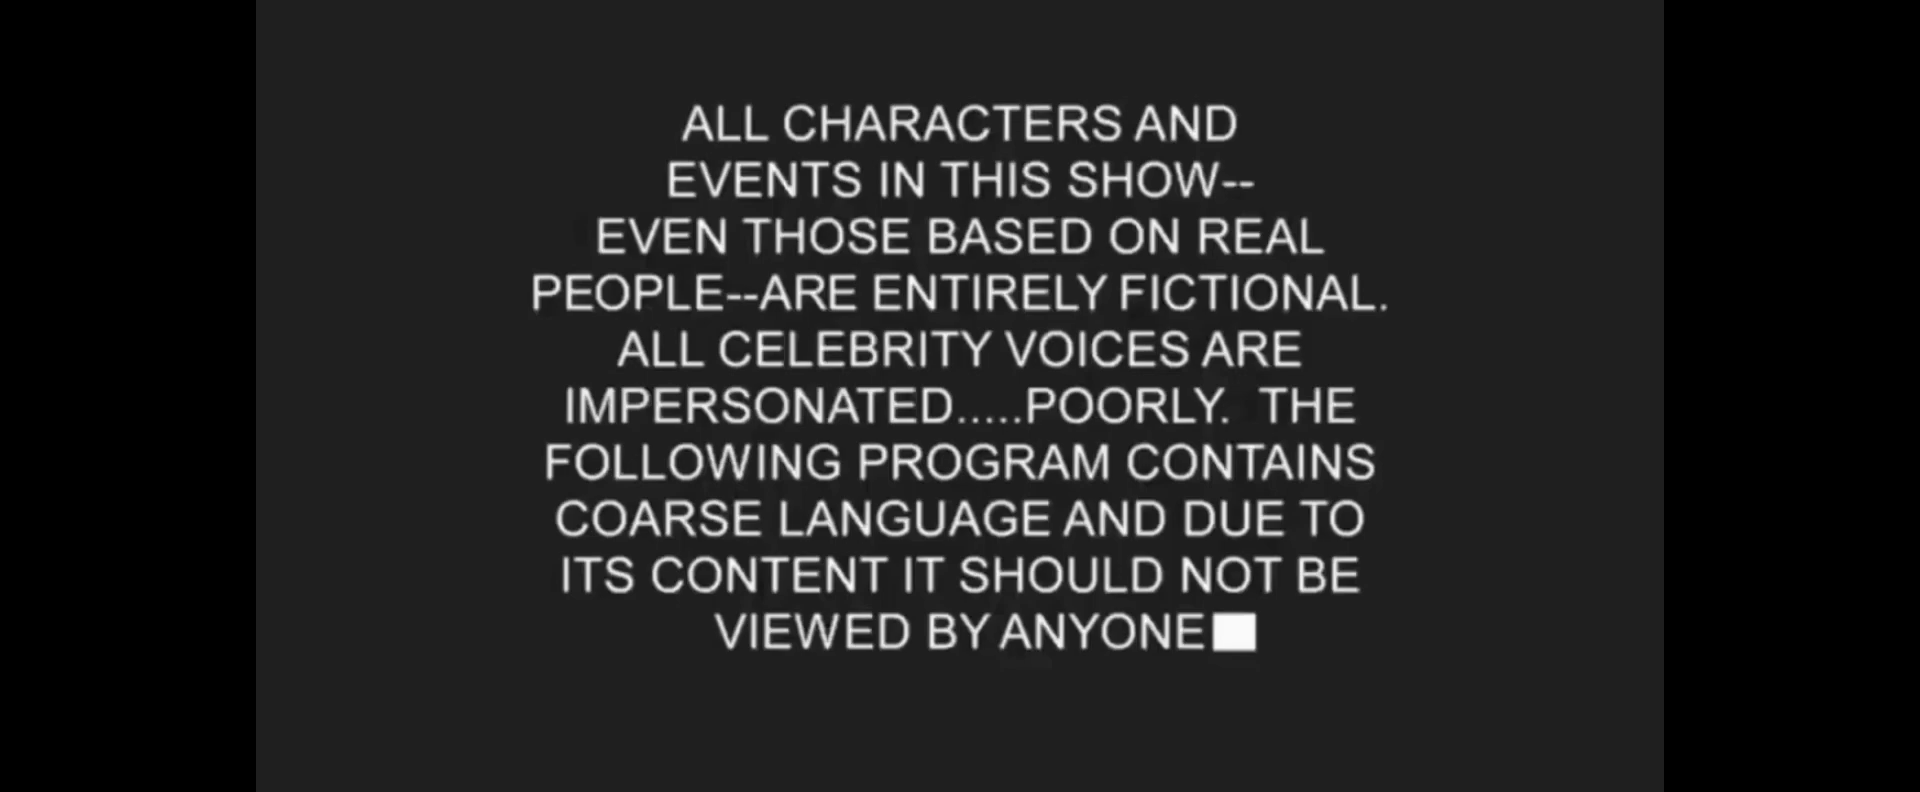 ALL CHARACTERS AND
EVENTS IN THIS SHOW--
EVEN THOSE BASED ON REAL
PEOPLE--ARE ENTIRELY FICTIONAL.
ALL CELEBRITY VOICES ARE
IMPERSONATED.....POORLY.  THE
FOLLOWING PROGRAM CONTAINS
COARSE LANGUAGE AND DUE TO
ITS CONTENT IT SHOULD NOT BE
VIEWED BY ANYONE